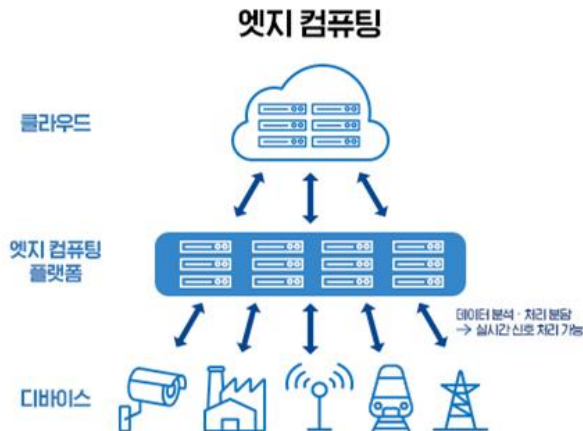 엣지 컴퓨팅
클라우드
엣지 컴퓨팅
플랫폼
데이터 분석 · 처리 분담
→ 실시간 신호 처리 가능
디바이스